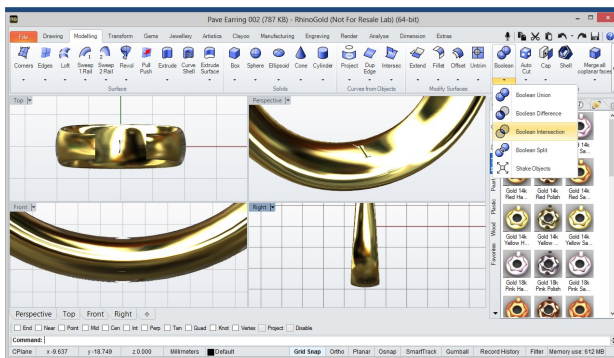 Pave Earring 002 (787 KB) - RhinoGold (Not For Resale Lab) (64-bit)
File Drawing Modelling Transform Gems Jewellery Artistics Clayoo Manufacturing Engraving Render Analyse Dimension Extras
Corners Edges Loft Sweep 1 Rail Sweep 2 Rail Revol Pull Push Extrude Curve Shell Extrude Surface Box Sphere Ellipsoid Cone Cylinder Project Dup Edge Intersec Extend Fillet Offset Untrim Boolean Auto Cut Cap Shell Merge all coplanar faces
Surface Solids Curves from Objects Modify Surfaces
Top
Perspective
Front
Right
Boolean Union
Boolean Difference
Boolean Intersection
Boolean Split
Shake Objects
14k
Sa...
Pearl
Plastic
Wood
Favorites
Gold 14k Red Ha...
Gold 14k Red Polish
Gold 14k Red Sa...
Gold 14k Yellow H...
Gold 14k Yellow ...
Gold 14k Yellow Sa...
Gold 18k Pink Ha...
Gold 18k Pink Polish
Gold 18k Pink Sa...
Perspective Top Front Right
End Near Point Mid Cen Int Perp Tan Quad Knot Vertex Project Disable
Command:
CPlane x -9.637 y -18.749 z 0.000 Millimeters Default Grid Snap Ortho Planar Osnap SmartTrack Gumball Record History Filter Memory use: 612 MB